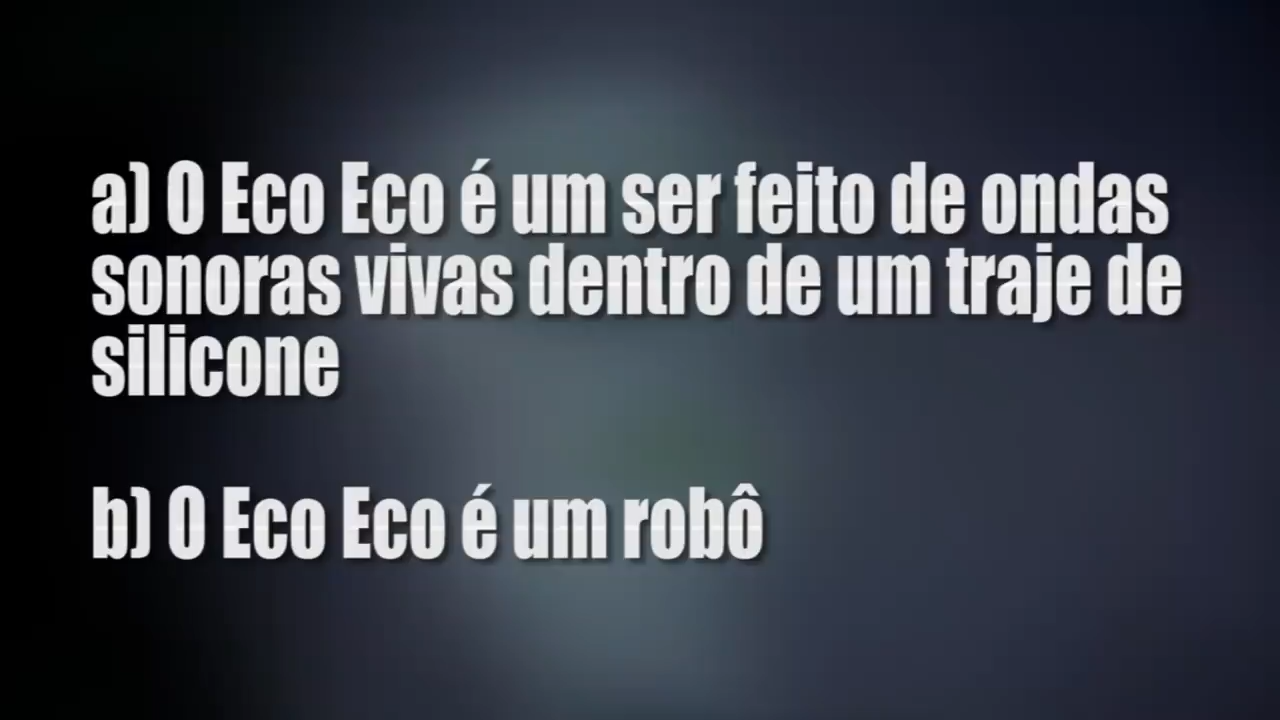 a) O Eco Eco é um ser feito de ondas
sonoras vivas dentro de um traje de
silicone
b) O Eco Eco é um robô